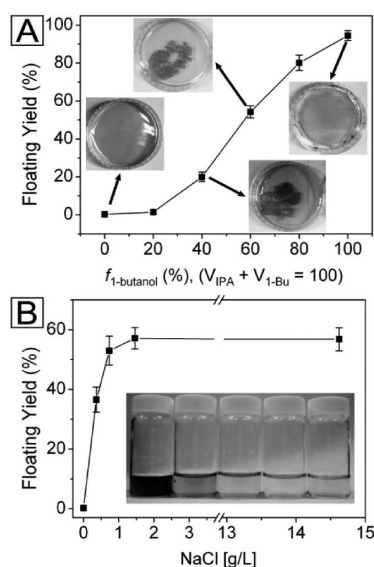 A
Floating Yield (%)
100
80
60
40
20
0
0 20 40 60 80 100
f1-butanol (%), (VIPA + V1-Bu = 100)
B
Floating Yield (%)
80
60
40
20
0
0 1 2 3 13 14 15
NaCl [g/L]